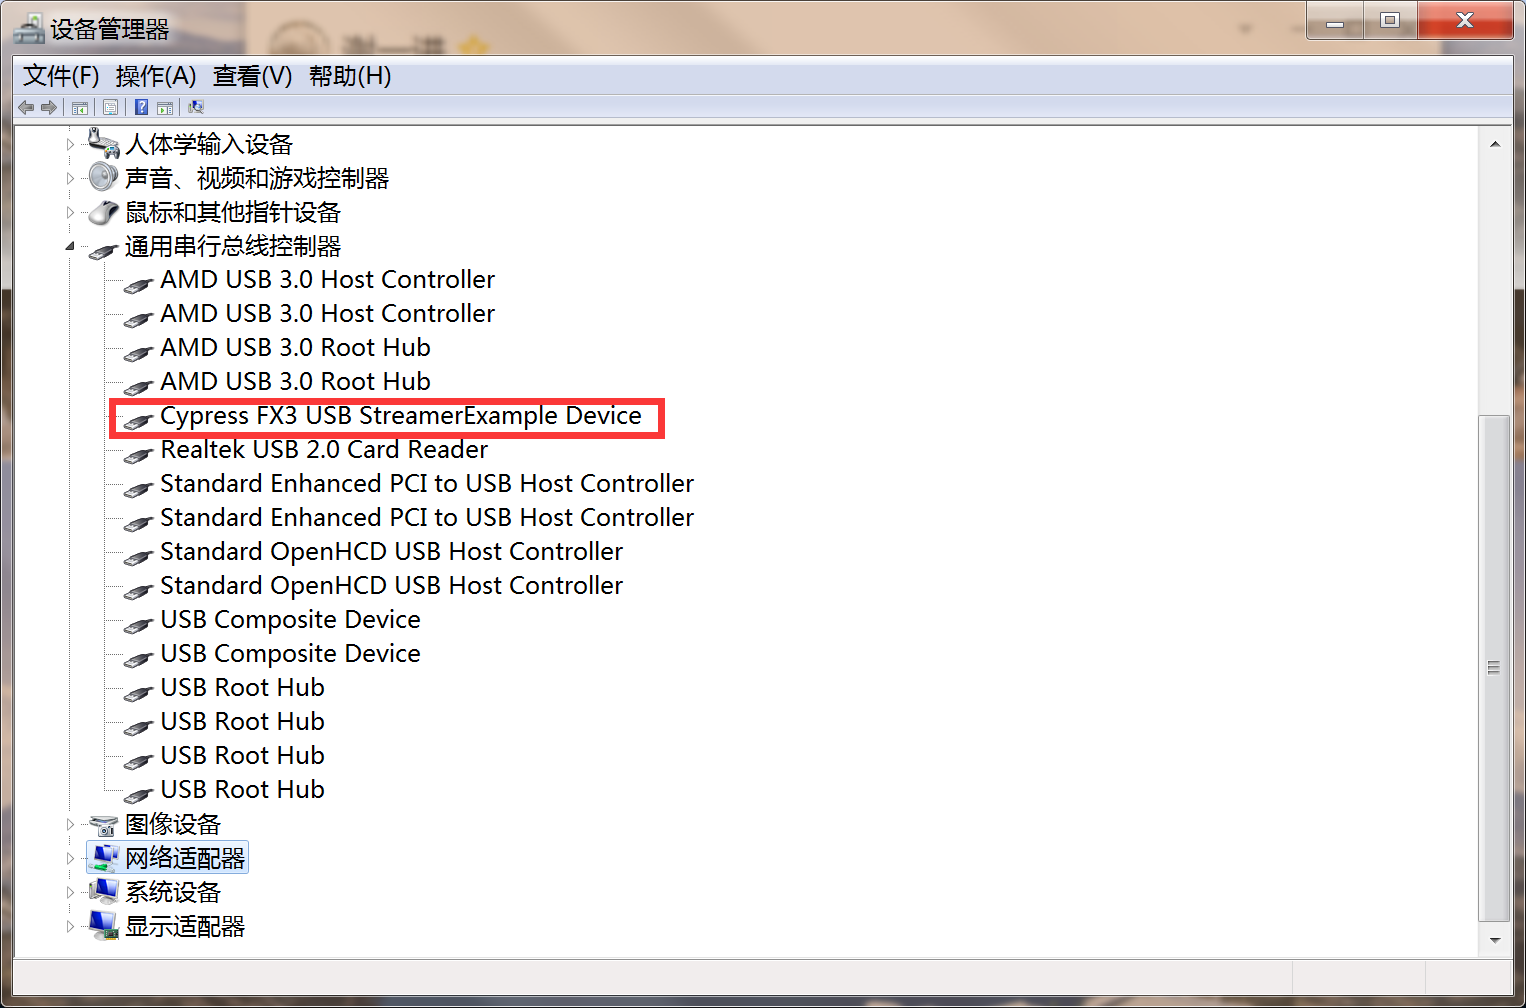 设备管理器
文件(F) 操作(A) 查看(V) 帮助(H)
人体学输入设备
声音、视频和游戏控制器
鼠标和其他指针设备
通用串行总线控制器
AMD USB 3.0 Host Controller
AMD USB 3.0 Host Controller
AMD USB 3.0 Root Hub
AMD USB 3.0 Root Hub
Cypress FX3 USB StreamerExample Device
Realtek USB 2.0 Card Reader
Standard Enhanced PCI to USB Host Controller
Standard Enhanced PCI to USB Host Controller
Standard OpenHCD USB Host Controller
Standard OpenHCD USB Host Controller
USB Composite Device
USB Composite Device
USB Root Hub
USB Root Hub
USB Root Hub
USB Root Hub
图像设备
网络适配器
系统设备
显示适配器